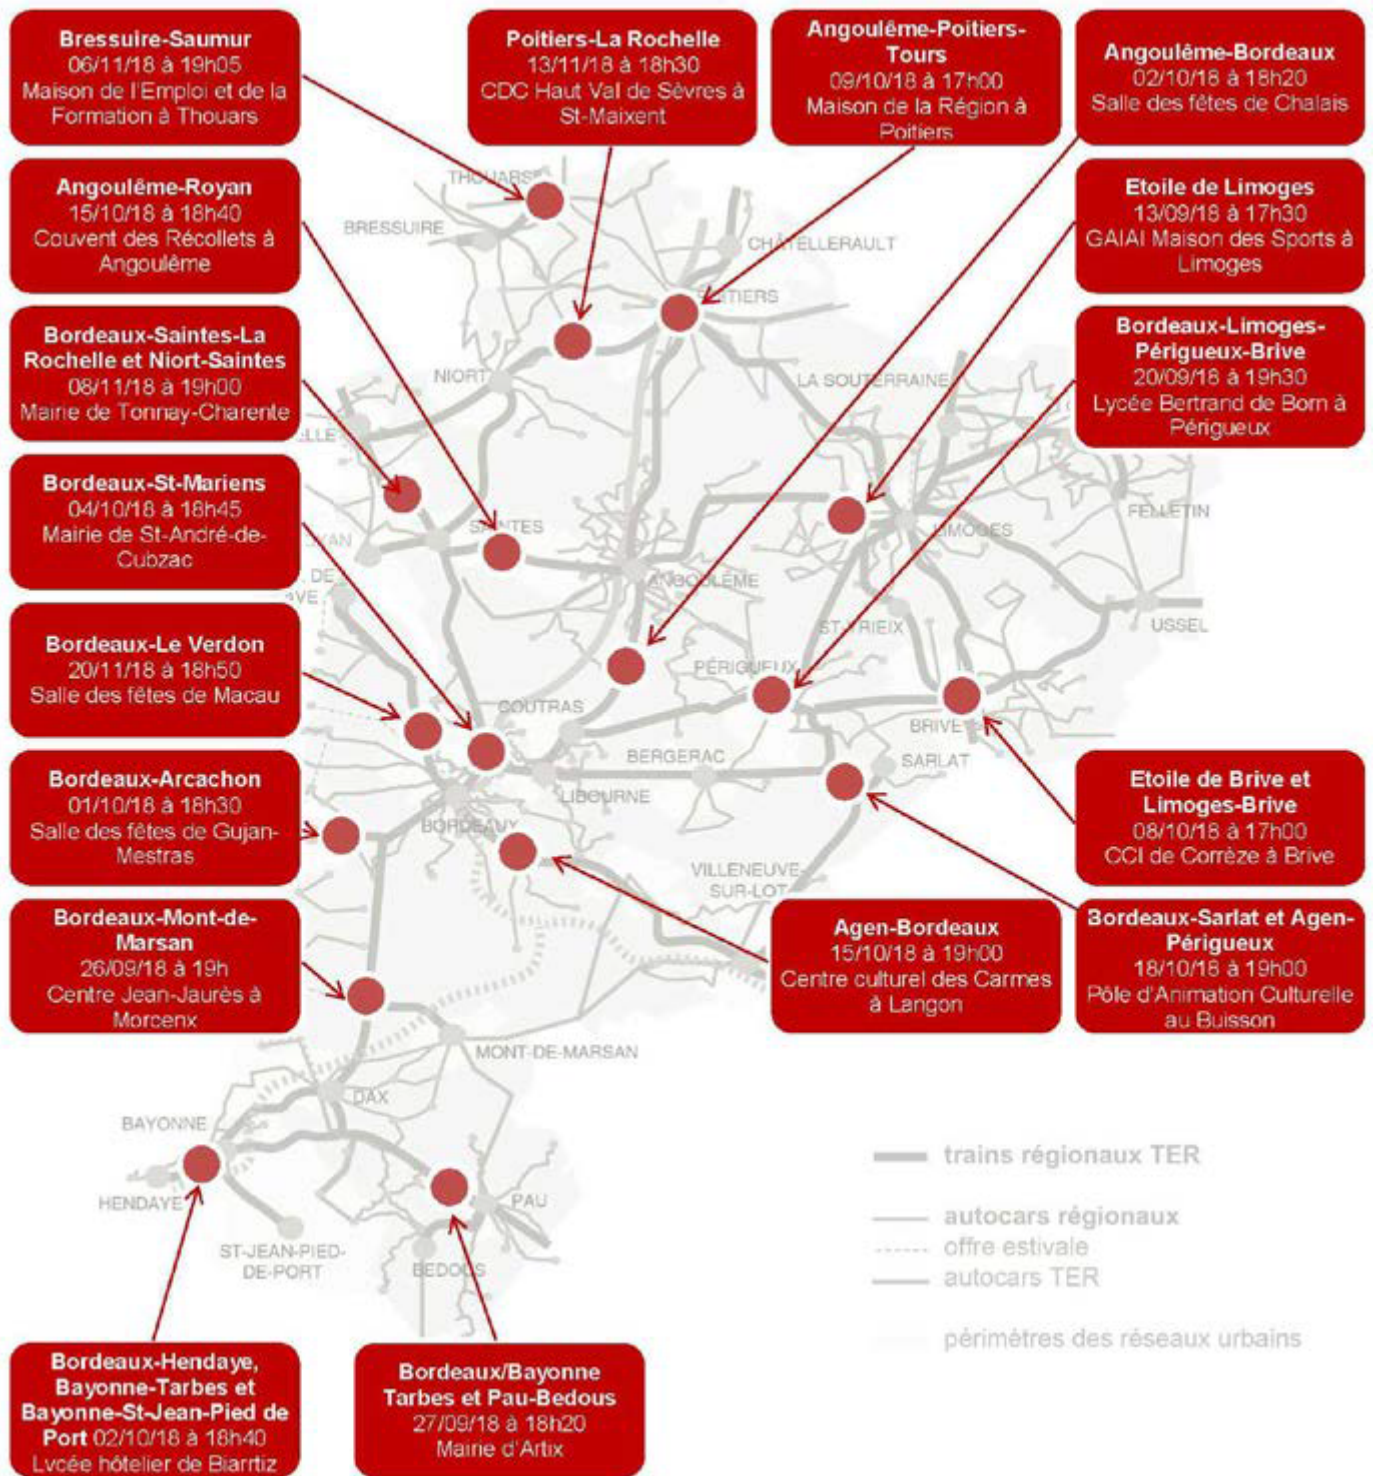 Bressuire-Saumur
06/11/18 à 19h05
Maison de l'Emploi et de la
Formation à Thouars
Poitiers-La Rochelle
13/11/18 à 18h30
CDC Haut Val de Sèvres à
St-Maixent
Angoulême-Poitiers-
Tours
09/10/18 à 17h00
Maison de la Région à
Poitiers
Angoulême-Bordeaux
02/10/18 à 18h20
Salle des fêtes de Chalais
Angoulême-Royan
15/10/18 à 18h40
Couvent des Récollets à
Angoulême
Etoile de Limoges
13/09/18 à 17h30
GAIAI Maison des Sports à
Limoges
Bordeaux-Saintes-La
Rochelle et Niort-Saintes
08/11/18 à 19h00
Mairie de Tonnay-Charente
Bordeaux-Limoges-
Périgueux-Brive
20/09/18 à 19h30
Lycée Bertrand de Born à
Périgueux
Bordeaux-St-Mariens
04/10/18 à 18h45
Mairie de St-André-de-
Cubzac
Bordeaux-Le Verdon
20/11/18 à 18h50
Salle des fêtes de Macau
Bordeaux-Arcachon
01/10/18 à 18h30
Salle des fêtes de Gujan-
Mestras
Etoile de Brive et
Limoges-Brive
08/10/18 à 17h00
CCI de Corrèze à Brive
Bordeaux-Mont-de-
Marsan
26/09/18 à 19h
Centre Jean-Jaurès à
Morcenx
Agen-Bordeaux
15/10/18 à 19h00
Centre culturel des Carmes
à Langon
Bordeaux-Sarlat et Agen-
Périgueux
18/10/18 à 19h00
Pôle d'Animation Culturelle
au Buisson
Bordeaux-Hendaye,
Bayonne-Tarbes et
Bayonne-St-Jean-Pied de
Port 02/10/18 à 18h40
Lycée hôtelier de Biarrtiz
Bordeaux/Bayonne
Tarbes et Pau-Bedous
27/09/18 à 18h20
Mairie d'Artix
THOUARS
BRESSUIRE
CHÂTELLERAULT
OITIERS
NIORT
LA SOUTERRAINE
ELLE
SAINTES
YAN
LIMOGES
FELLETIN
ANGOULÊME
DE
AVE
ST-YRIEIX
USSEL
PÉRIGUEUX
COUTRAS
BRIVE
BERGERAC
SARLAT
LIBOURNE
BORDEAUX
VILLENEUVE-
SUR-LOT
MONT-DE-MARSAN
DAX
BAYONNE
HENDAYE
PAU
ST-JEAN-PIED-
DE-PORT
BEDOUS
trains régionaux TER
autocars régionaux
offre estivale
autocars TER
périmètres des réseaux urbains